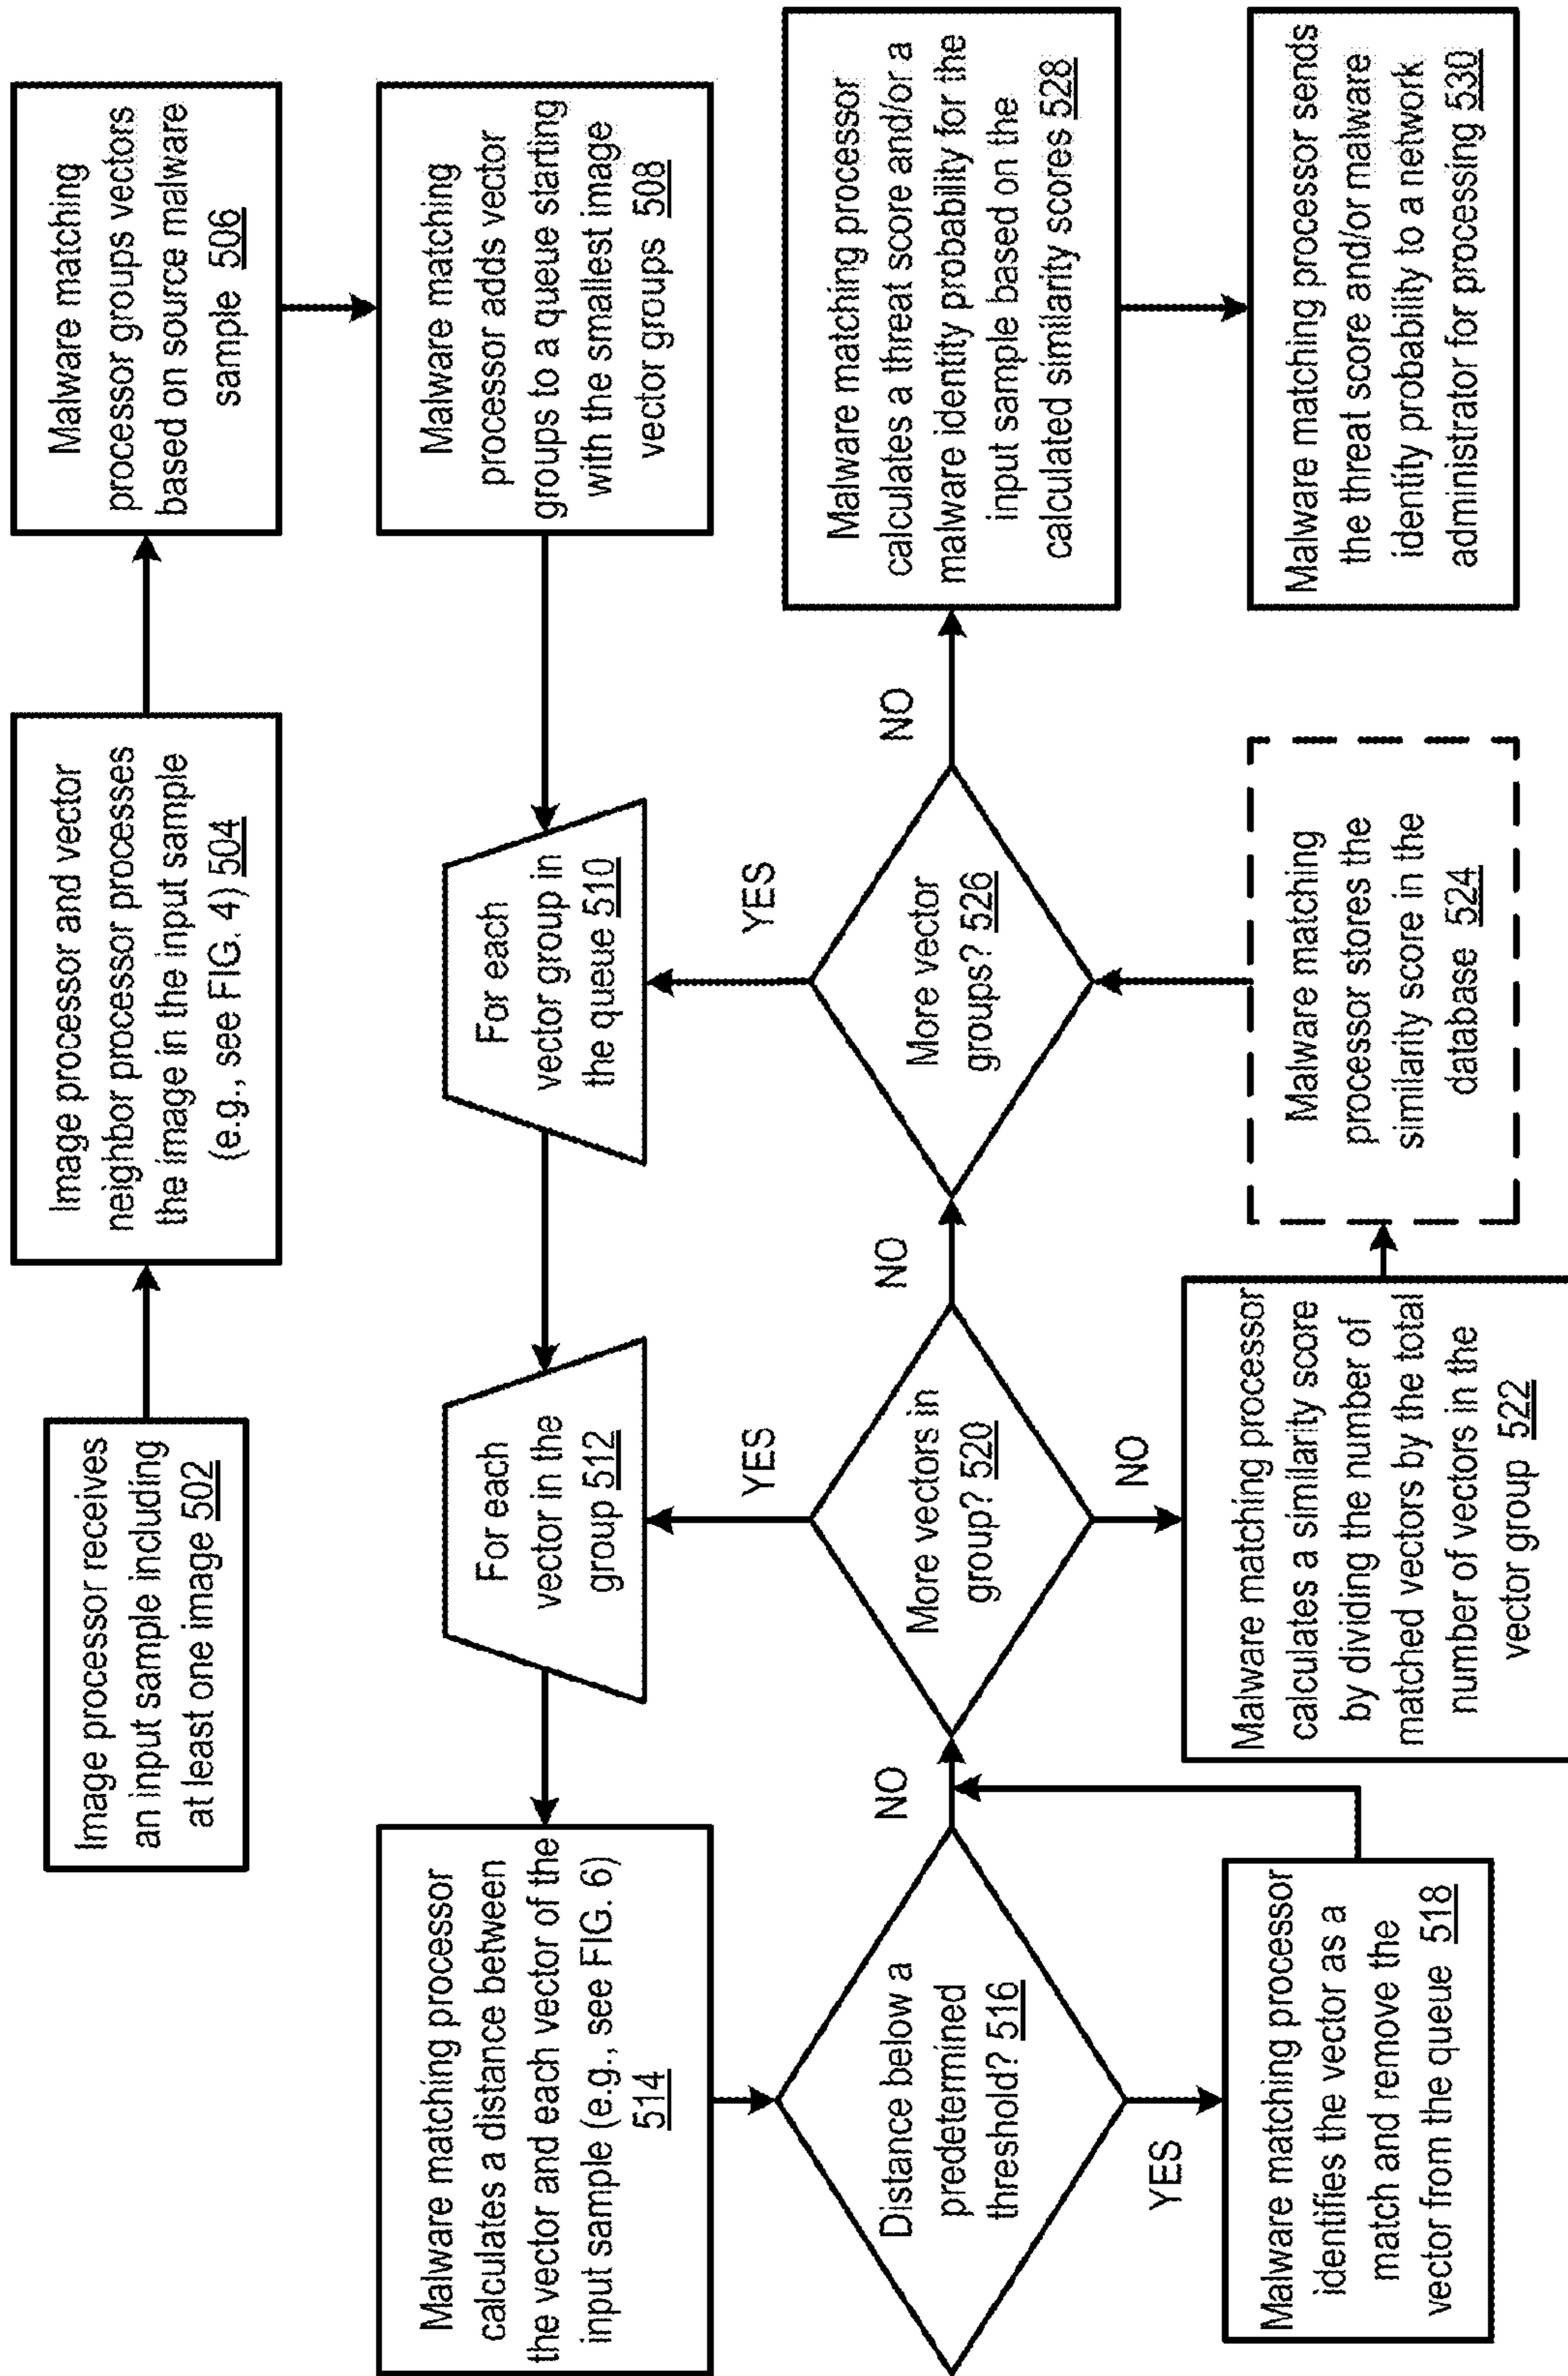 Image processor receives
an input sample including
at least one image 502
Image processor and vector
neighbor processor processes
the image in the input sample
(e.g., see FIG. 4) 504
Malware matching
processor groups vectors
based on source malware
sample 506
Malware matching
processor adds vector
groups to a queue starting
with the smallest image
vector groups 508
For each
vector group in
the queue 510
For each
vector in the
group 512
Malware matching processor
calculates a distance between
the vector and each vector of the
input sample (e.g., see FIG. 6)
514
Distance below a
predetermined
threshold? 516
YES
NO
Malware matching processor
identifies the vector as a
match and remove the
vector from the queue 518
More vectors in
group? 520
YES
NO
NO
Malware matching processor
calculates a similarity score
by dividing the number of
matched vectors by the total
number of vectors in the
vector group 522
Malware matching
processor stores the
similarity score in the
database 524
More vector
groups? 526
YES
NO
Malware matching processor
calculates a threat score and/or a
malware identity probability for the
input sample based on the
calculated similarity scores 528
Malware matching processor sends
the threat score and/or malware
identity probability to a network
administrator for processing 530